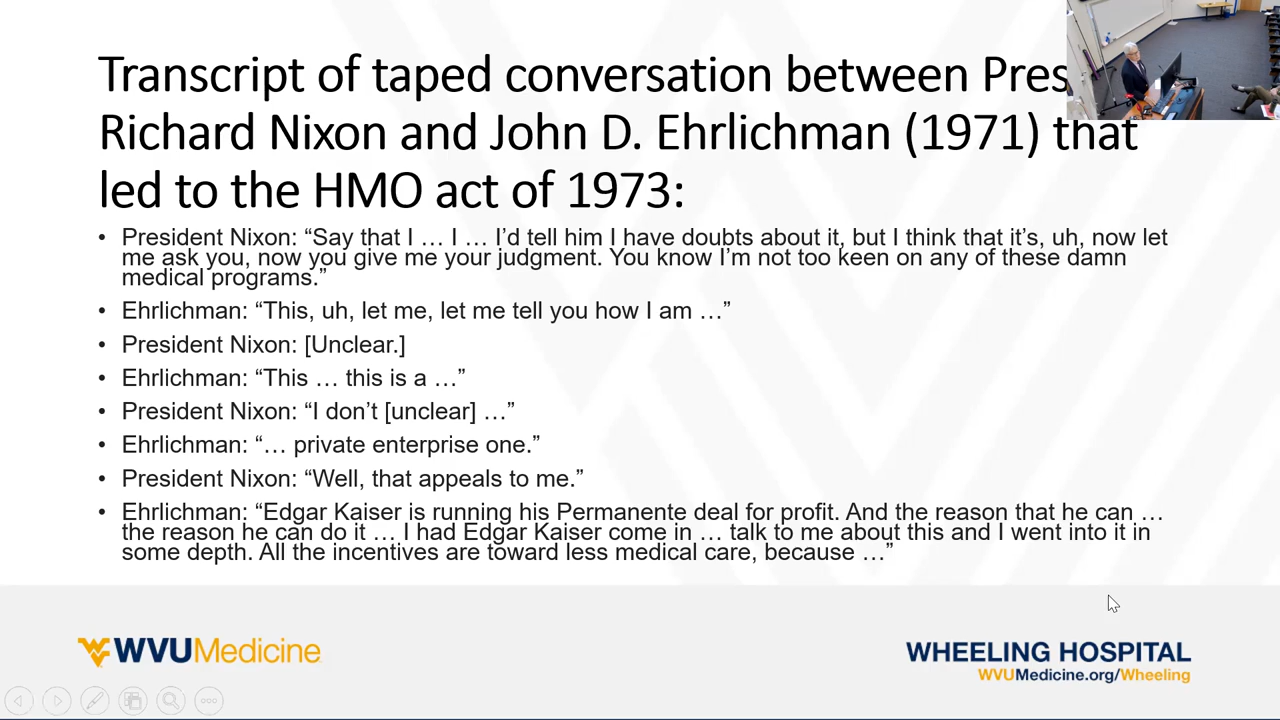 Transcript of taped conversation between Pres
Richard Nixon and John D. Ehrlichman (1971) that
led to the HMO act of 1973:
• President Nixon: “Say that I … I … I’d tell him I have doubts about it, but I think that it’s, uh, now let
me ask you, now you give me your judgment. You know I’m not too keen on any of these damn
medical programs.”
• Ehrlichman: “This, uh, let me, let me tell you how I am …”
• President Nixon: [Unclear.]
• Ehrlichman: “This … this is a …”
• President Nixon: “I don’t [unclear] …”
• Ehrlichman: “… private enterprise one.”
• President Nixon: “Well, that appeals to me.”
• Ehrlichman: “Edgar Kaiser is running his Permanente deal for profit. And the reason that he can …
the reason he can do it … I had Edgar Kaiser come in … talk to me about this and I went into it in
some depth. All the incentives are toward less medical care, because …”
WVUMedicine
WHEELING HOSPITAL
WVUMedicine.org/Wheeling